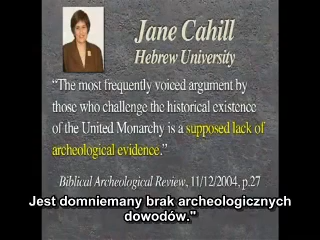 Jane Cahill
Hebrew University
“The most frequently voiced argument by
those who challenge the historical existence
of the United Monarchy is a supposed lack of
archeological evidence.”
Biblical Archeological Review, 11/12/2004, p.27
Jest domniemany brak archeologicznych
dowodów."